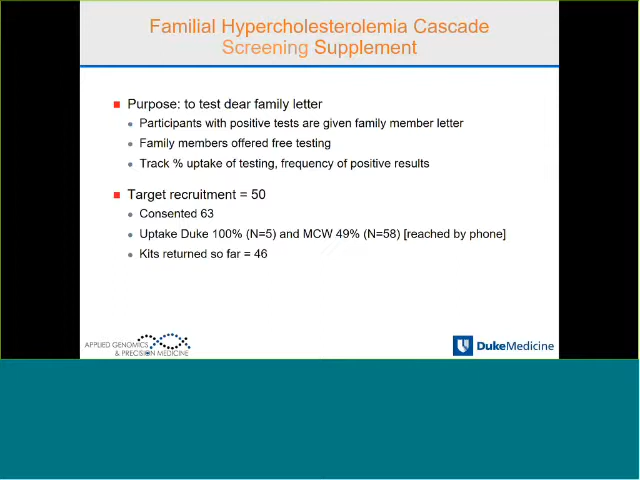 Familial Hypercholesterolemia Cascade
Screening Supplement
Purpose: to test dear family letter
Participants with positive tests are given family member letter
Family members offered free testing
Track % uptake of testing, frequency of positive results
Target recruitment = 50
Consented 63
Uptake Duke 100% (N=5) and MCW 49% (N=58) [reached by phone]
Kits returned so far = 46
APPLIED GENOMICS
& PRECISION MEDICINE
DukeMedicine